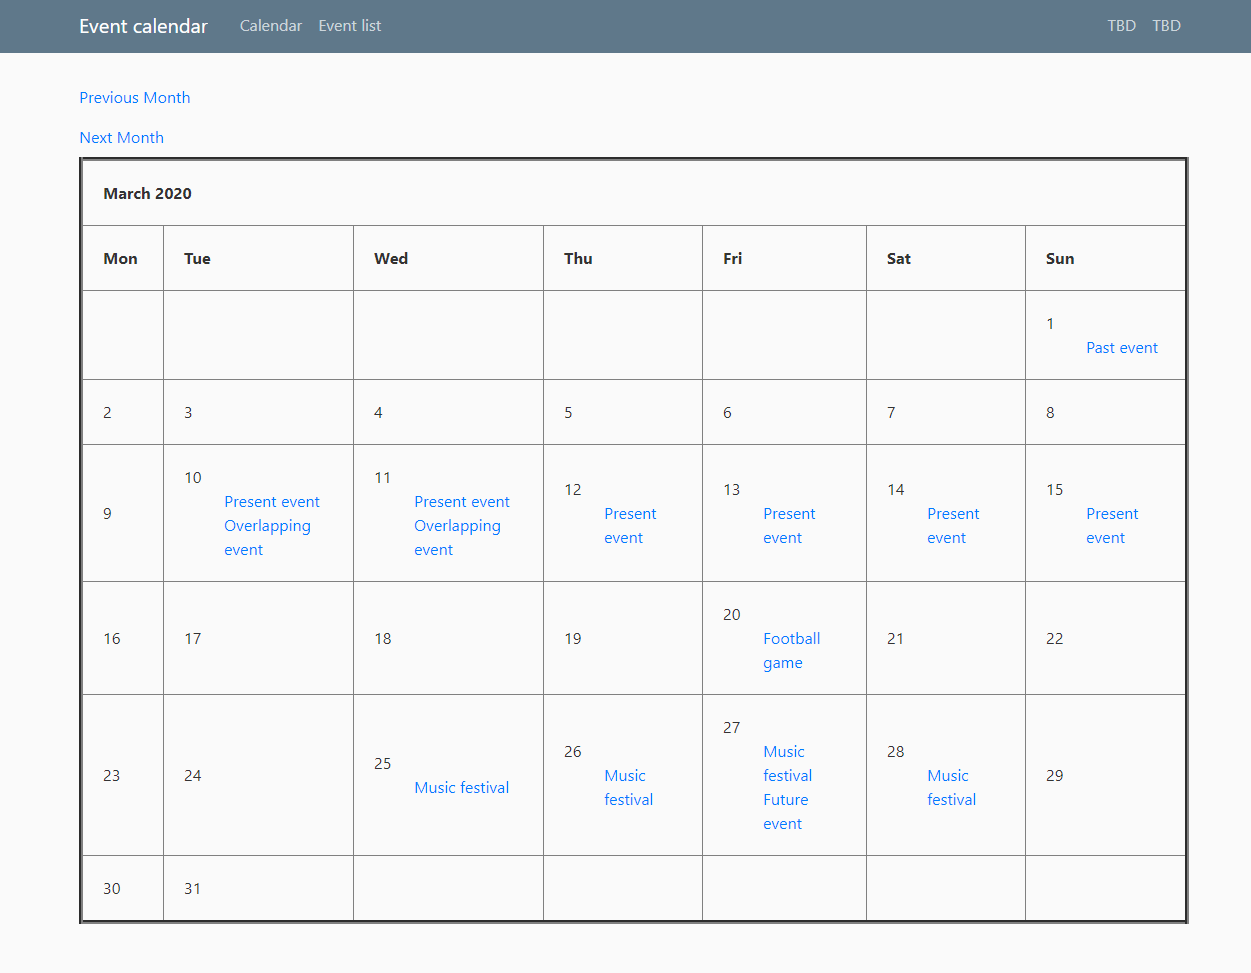 Event calendar Calendar Event list TBD TBD
Previous Month
Next Month
March 2020
Mon Tue Wed Thu Fri Sat Sun
1
Past event
2 3 4 5 6 7 8
9
10
Present event
Overlapping
event
11
Present event
Overlapping
event
12
Present
event
13
Present
event
14
Present
event
15
Present
event
16 17 18 19
20
Football
game
21 22
23 24
25
Music festival
26
Music
festival
27
Music
festival
Future
event
28
Music
festival
29
30 31